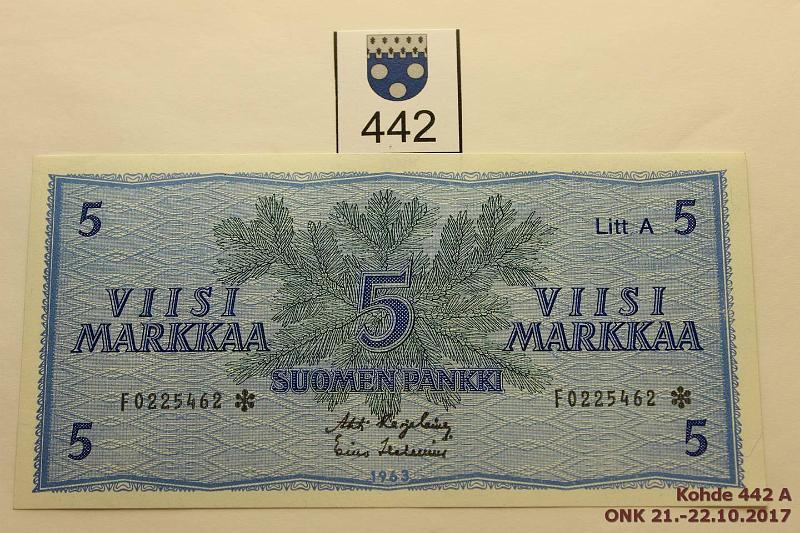 442
5
Litt A 5
VIISI MARKKAA
5
VIISI MARKKAA
SUOMEN PANKKI
F0225462 *
F0225462 *
5
5
1963
Kohde 442 A
ONK 21.-22.10.2017